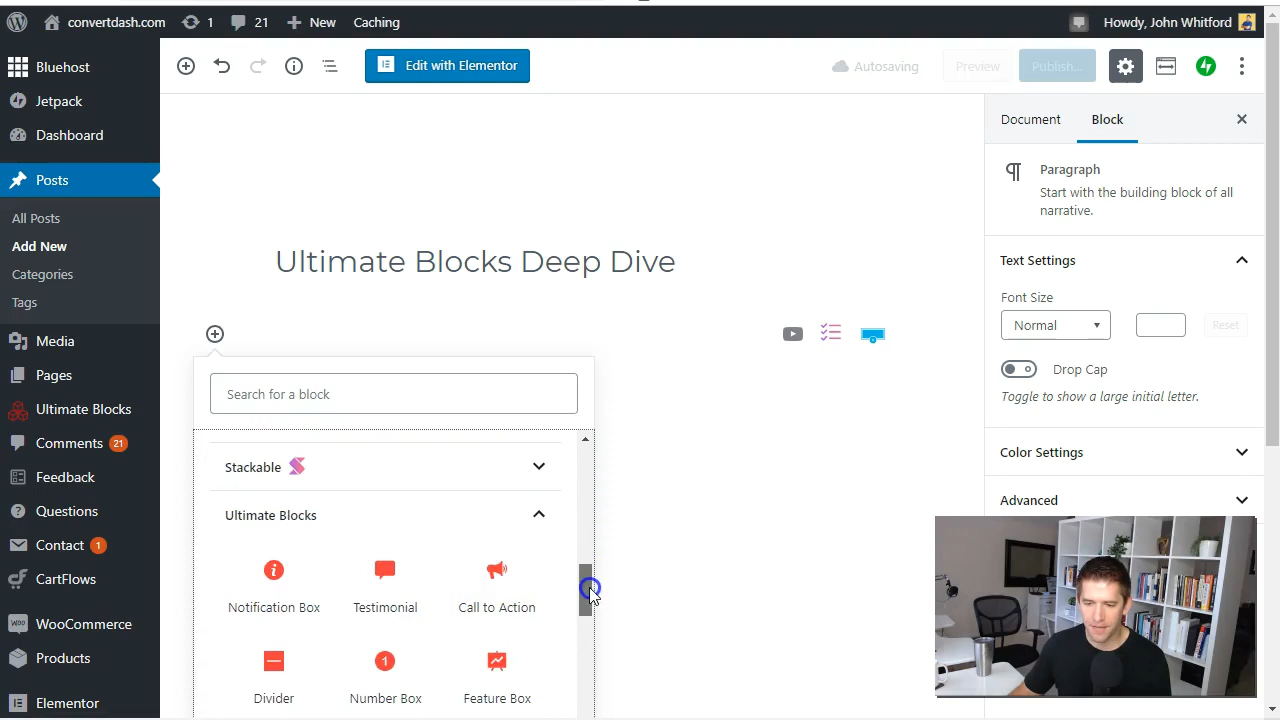 convertdash.com
1
21
New
Caching
Howdy, John Whitford
Bluehost
Jetpack
Dashboard
Posts
All Posts
Add New
Categories
Tags
Media
Pages
Ultimate Blocks
Comments 21
Feedback
Questions
Contact 1
CartFlows
WooCommerce
Products
Elementor
Edit with Elementor
Autosaving
Preview
Publish...
Ultimate Blocks Deep Dive
Search for a block
Stackable
Ultimate Blocks
Notification Box
Testimonial
Call to Action
Divider
Number Box
Feature Box
Document
Block
Paragraph
Start with the building block of all
narrative.
Text Settings
Font Size
Normal
Reset
Drop Cap
Toggle to show a large initial letter.
Color Settings
Advanced